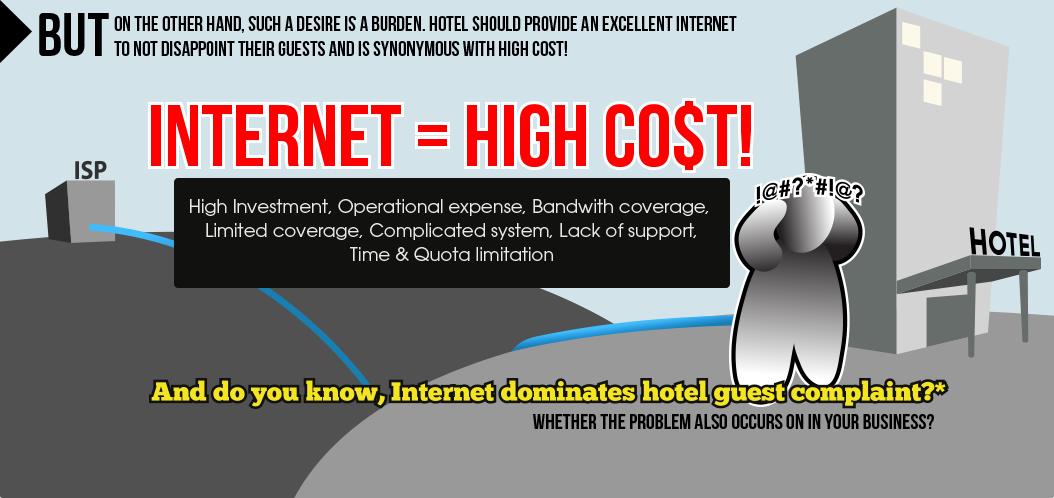 BUT ON THE OTHER HAND, SUCH A DESIRE IS A BURDEN. HOTEL SHOULD PROVIDE AN EXCELLENT INTERNET
TO NOT DISAPPOINT THEIR GUESTS AND IS SYNONYMOUS WITH HIGH COST!
INTERNET = HIGH CO$T!
ISP
High Investment, Operational expense, Bandwith coverage,
Limited coverage, Complicated system, Lack of support,
Time & Quota limitation
!@#?*#!@?
HOTEL
And do you know, Internet dominates hotel guest complaint?*
WHETHER THE PROBLEM ALSO OCCURS ON IN YOUR BUSINESS?